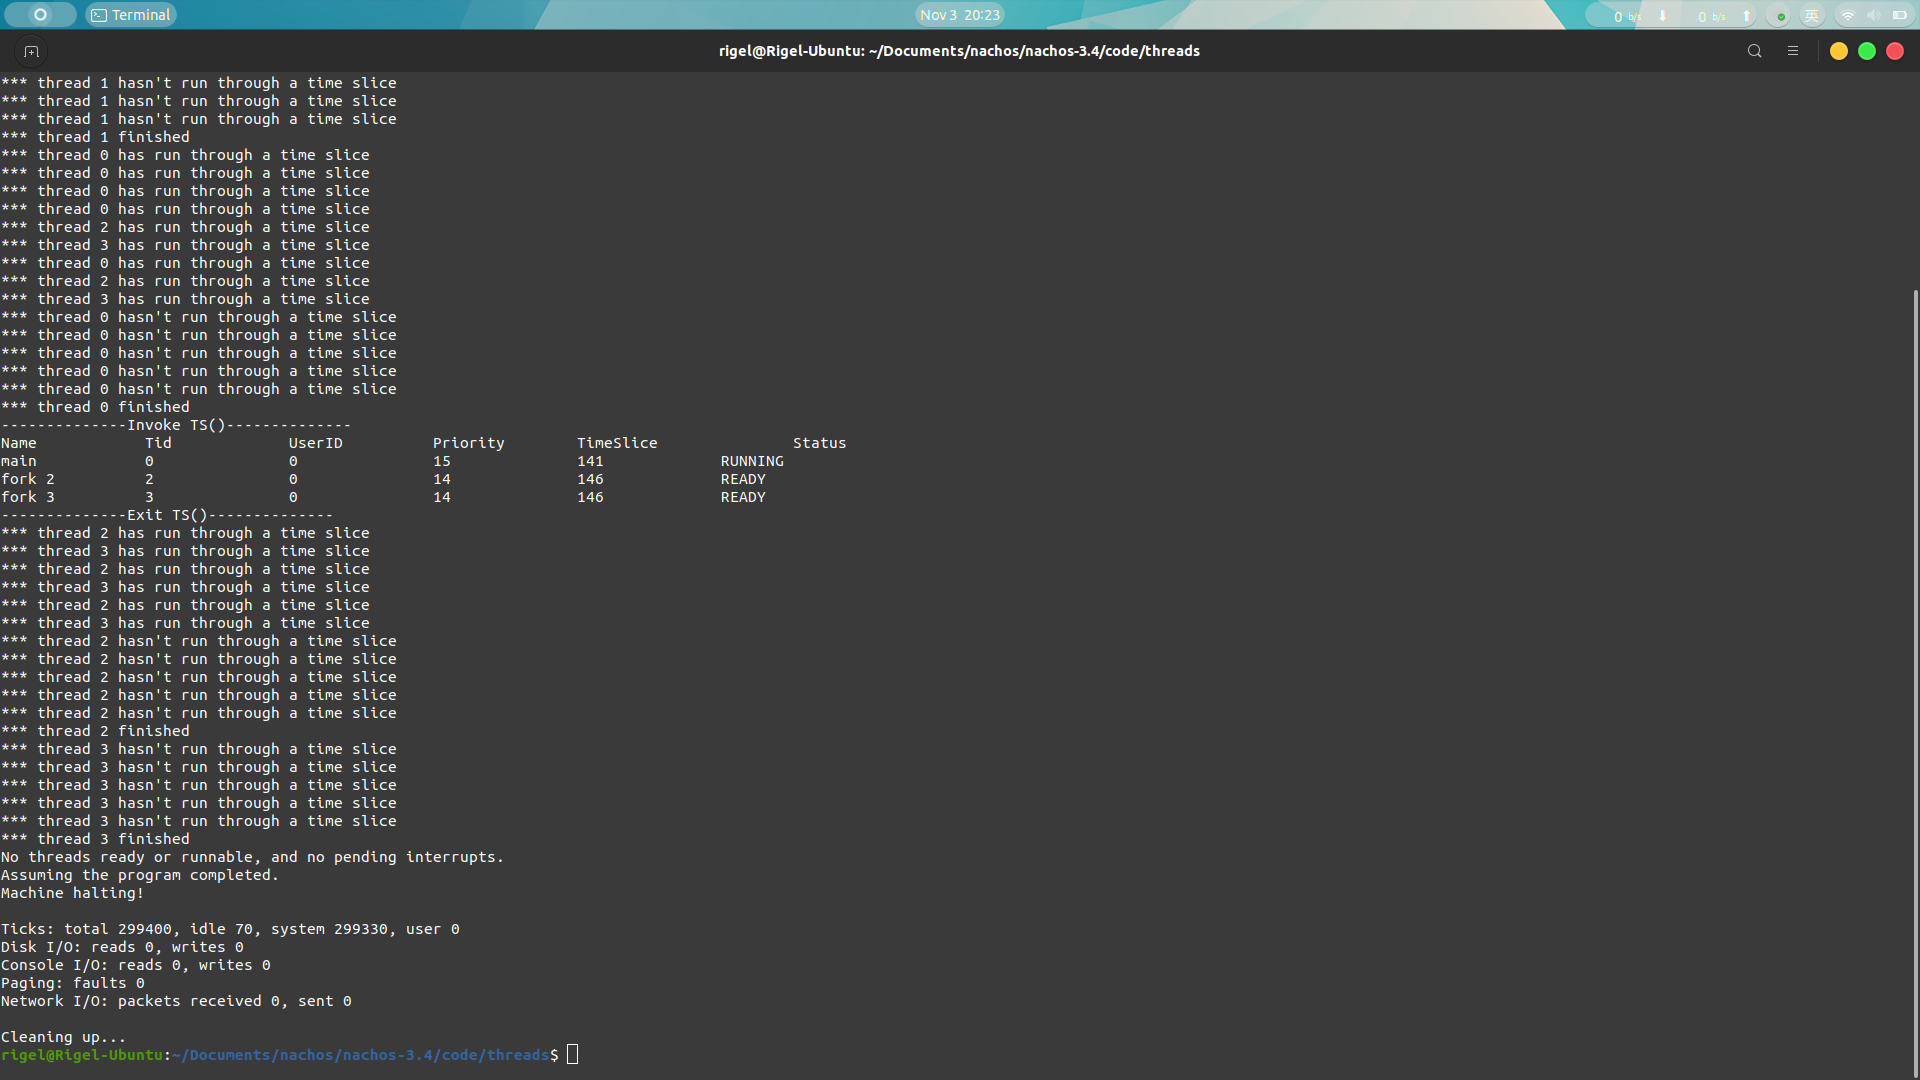 Terminal
Nov 3 20:23
0 b/s
0 b/s
英
rigel@Rigel-Ubuntu: ~/Documents/nachos/nachos-3.4/code/threads
*** thread 1 hasn't run through a time slice
*** thread 1 hasn't run through a time slice
*** thread 1 hasn't run through a time slice
*** thread 1 finished
*** thread 0 has run through a time slice
*** thread 0 has run through a time slice
*** thread 0 has run through a time slice
*** thread 0 has run through a time slice
*** thread 2 has run through a time slice
*** thread 3 has run through a time slice
*** thread 0 has run through a time slice
*** thread 2 has run through a time slice
*** thread 3 has run through a time slice
*** thread 0 hasn't run through a time slice
*** thread 0 hasn't run through a time slice
*** thread 0 hasn't run through a time slice
*** thread 0 hasn't run through a time slice
*** thread 0 hasn't run through a time slice
*** thread 0 finished
--------------Invoke TS()--------------
Name Tid UserID Priority TimeSlice Status
main 0 0 15 141 RUNNING
fork 2 2 0 14 146 READY
fork 3 3 0 14 146 READY
--------------Exit TS()--------------
*** thread 2 has run through a time slice
*** thread 3 has run through a time slice
*** thread 2 has run through a time slice
*** thread 3 has run through a time slice
*** thread 2 has run through a time slice
*** thread 3 has run through a time slice
*** thread 2 hasn't run through a time slice
*** thread 2 hasn't run through a time slice
*** thread 2 hasn't run through a time slice
*** thread 2 hasn't run through a time slice
*** thread 2 hasn't run through a time slice
*** thread 2 finished
*** thread 3 hasn't run through a time slice
*** thread 3 hasn't run through a time slice
*** thread 3 hasn't run through a time slice
*** thread 3 hasn't run through a time slice
*** thread 3 hasn't run through a time slice
*** thread 3 finished
No threads ready or runnable, and no pending interrupts.
Assuming the program completed.
Machine halting!
Ticks: total 299400, idle 70, system 299330, user 0
Disk I/O: reads 0, writes 0
Console I/O: reads 0, writes 0
Paging: faults 0
Network I/O: packets received 0, sent 0
Cleaning up...
rigel@Rigel-Ubuntu:~/Documents/nachos/nachos-3.4/code/threads$